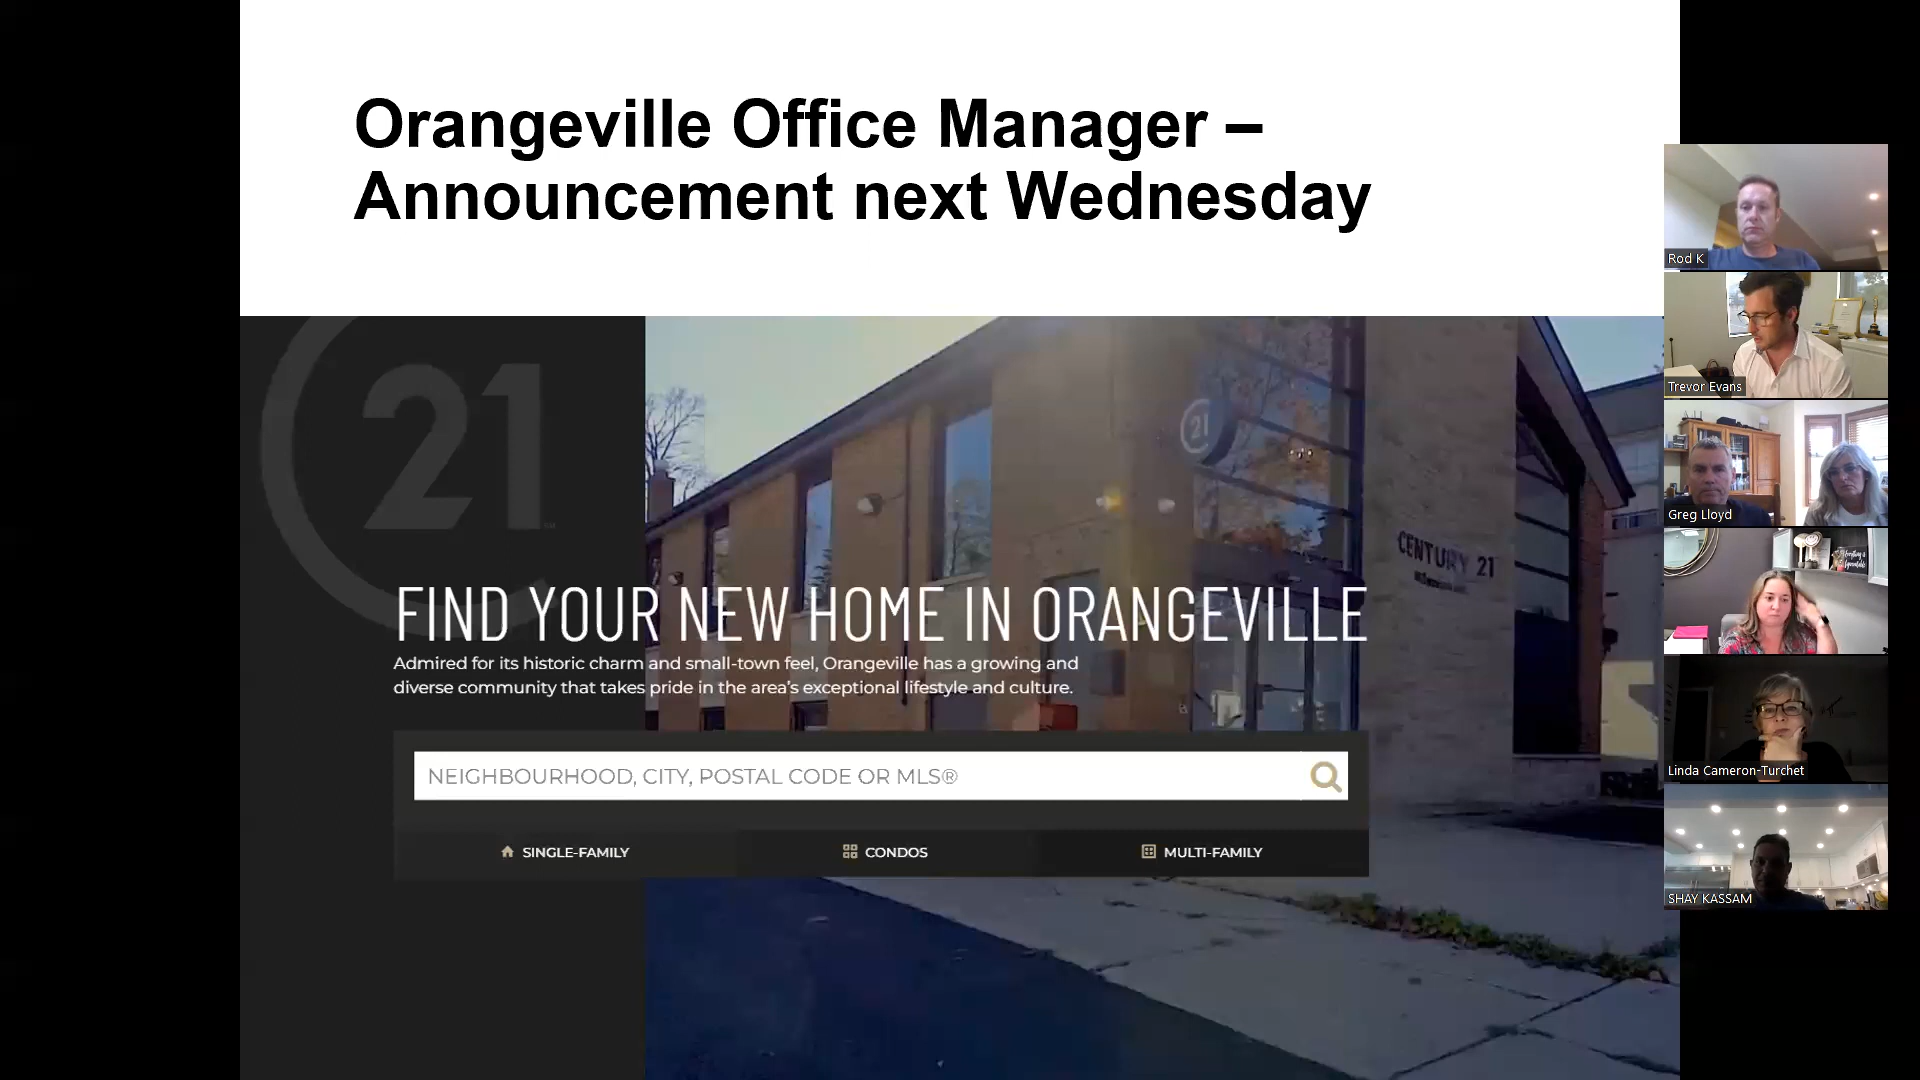 Orangeville Office Manager –
Announcement next Wednesday
21
21
CENTURY 21
FIND YOUR NEW HOME IN ORANGEVILLE
Admired for its historic charm and small-town feel, Orangeville has a growing and
diverse community that takes pride in the area's exceptional lifestyle and culture.
NEIGHBOURHOOD, CITY, POSTAL CODE OR MLS®
SINGLE-FAMILY
CONDOS
MULTI-FAMILY
Rod K
Trevor Evans
Greg Lloyd
Linda Cameron-Turchet
SHAY KASSAM